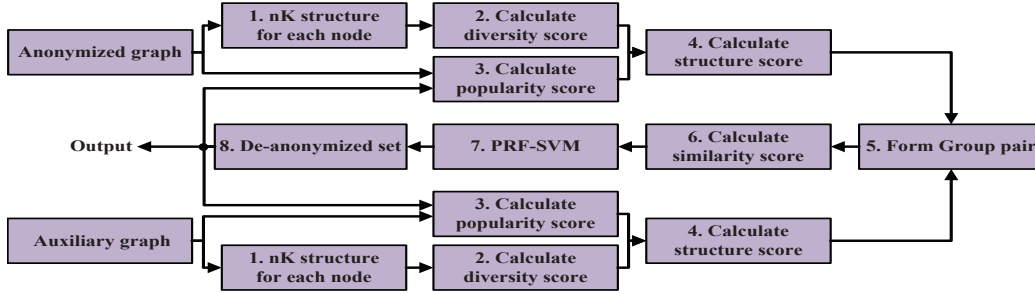 Anonymized graph
1. nK structure
for each node
2. Calculate
diversity score
3. Calculate
popularity score
4. Calculate
structure score
Output
8. De-anonymized set
7. PRF-SVM
6. Calculate
similarity score
5. Form Group pair
Auxiliary graph
3. Calculate
popularity score
1. nK structure
for each node
2. Calculate
diversity score
4. Calculate
structure score